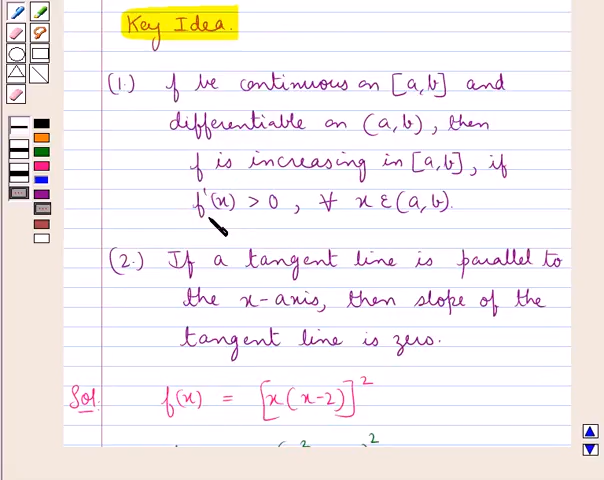 Key Idea.
(1.) f be continuous on [a,b] and
differentiable on (a,b), then
f is increasing in [a,b], if
f'(x) > 0, ∀ x ε (a,b).
(2.) If a tangent line is parallel to
the x-axis, then slope of the
tangent line is zero.
Sol. f(x) = [x(x-2)]²